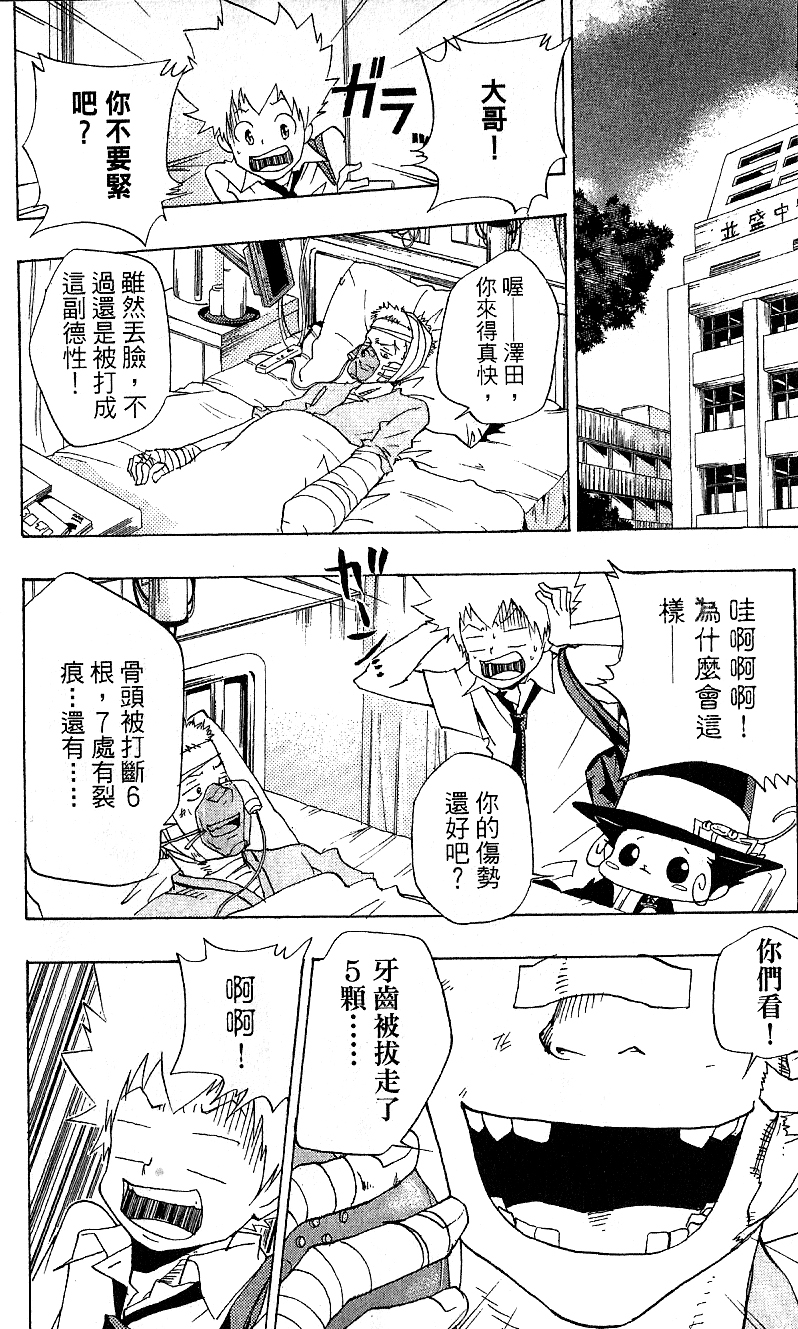 並盛中
大哥！
ガラ
你不要緊
吧？
喔──澤田，
你來得真快，
雖然丟臉，不
過還是被打成
這副德性！
哇啊啊啊！
為什麼會這
樣──
ガーン
你的傷勢
還好吧？
骨頭被打斷6
根，7處有裂
痕…還有……
你們看！
牙齒被拔走了
5顆……
啊啊！